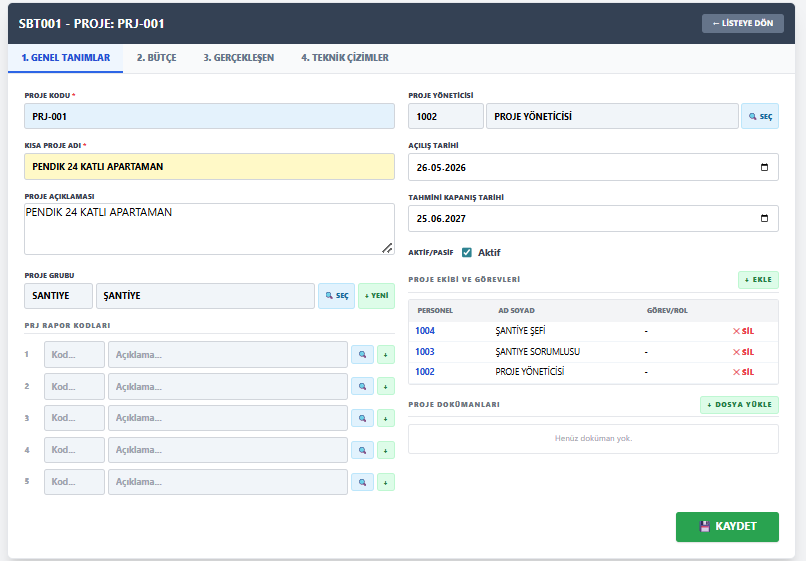 SBT001 - PROJE: PRJ-001
← LİSTEYE DÖN
1. GENEL TANIMLAR
2. BÜTÇE
3. GERÇEKLEŞEN
4. TEKNİK ÇİZİMLER
PROJE KODU *
PRJ-001
KISA PROJE ADI *
PENDIK 24 KATLI APARTAMAN
PROJE AÇIKLAMASI
PENDIK 24 KATLI APARTAMAN
PROJE GRUBU
SANTIYE ŞANTİYE SEÇ + YENİ
PRJ RAPOR KODLARI
1 Kod... Açıklama... +
2 Kod... Açıklama... +
3 Kod... Açıklama... +
4 Kod... Açıklama... +
5 Kod... Açıklama... +
PROJE YÖNETİCİSİ
1002 PROJE YÖNETİCİSİ SEÇ
AÇILIŞ TARİHİ
26-05-2026
TAHMİNİ KAPANIŞ TARİHİ
25.06.2027
AKTİF/PASİF Aktif
PROJE EKİBİ VE GÖREVLERİ + EKLE
PERSONEL AD SOYAD GÖREV/ROL
1004 ŞANTİYE ŞEFİ - SİL
1003 ŞANTIYE SORUMLUSU - SİL
1002 PROJE YÖNETİCİSİ - SİL
PROJE DOKÜMANLARI + DOSYA YÜKLE
Henüz doküman yok.
KAYDET